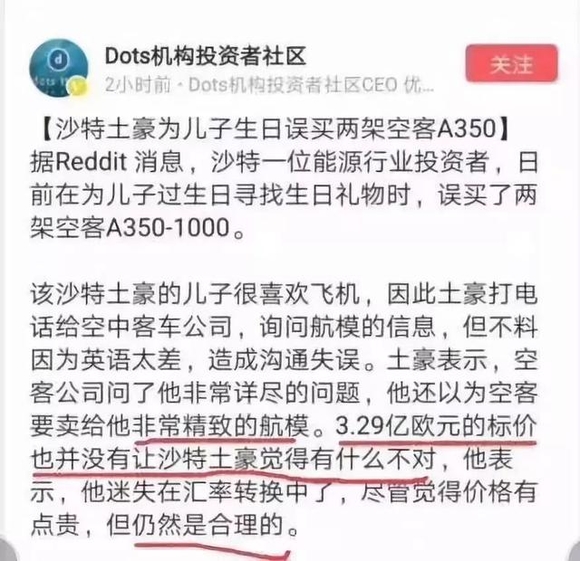 Dots机构投资者社区
关注
2小时前·Dots机构投资者社区CEO 优...
【沙特土豪为儿子生日误买两架空客A350】
据Reddit 消息，沙特一位能源行业投资者，日
前在为儿子过生日寻找生日礼物时，误买了两
架空客A350-1000。
该沙特土豪的儿子很喜欢飞机，因此土豪打电
话给空中客车公司，询问航模的信息，但不料
因为英语太差，造成沟通失误。土豪表示，空
客公司问了他非常详尽的问题，他还以为空客
要卖给他非常精致的航模。3.29亿欧元的标价
也并没有让沙特土豪觉得有什么不对，他表
示，他迷失在汇率转换中了，尽管觉得价格有
点贵，但仍然是合理的。